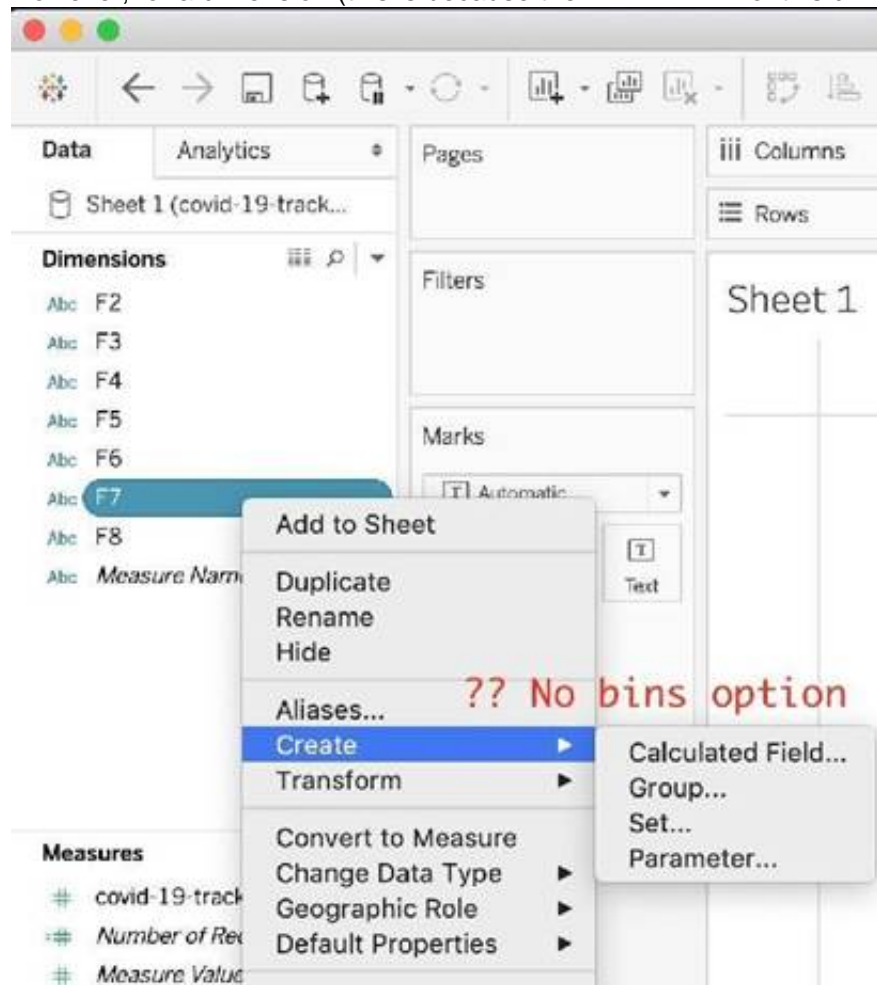 Data Analytics
Pages
iii Columns
Sheet 1 (covid-19-track...
Rows
Dimensions
Filters
Abc F2
Abc F3
Abc F4
Abc F5
Abc F6
Abc F7
Abc F8
Abc Measure Nam
Sheet 1
Marks
T Automatic
T
Text
Add to Sheet
Duplicate
Rename
Hide
Aliases...
?? No bins option
Create
Transform
Calculated Field...
Group...
Set...
Parameter...
Convert to Measure
Change Data Type
Geographic Role
Default Properties
Measures
# covid-19-track
=# Number of Rec
# Measure Value